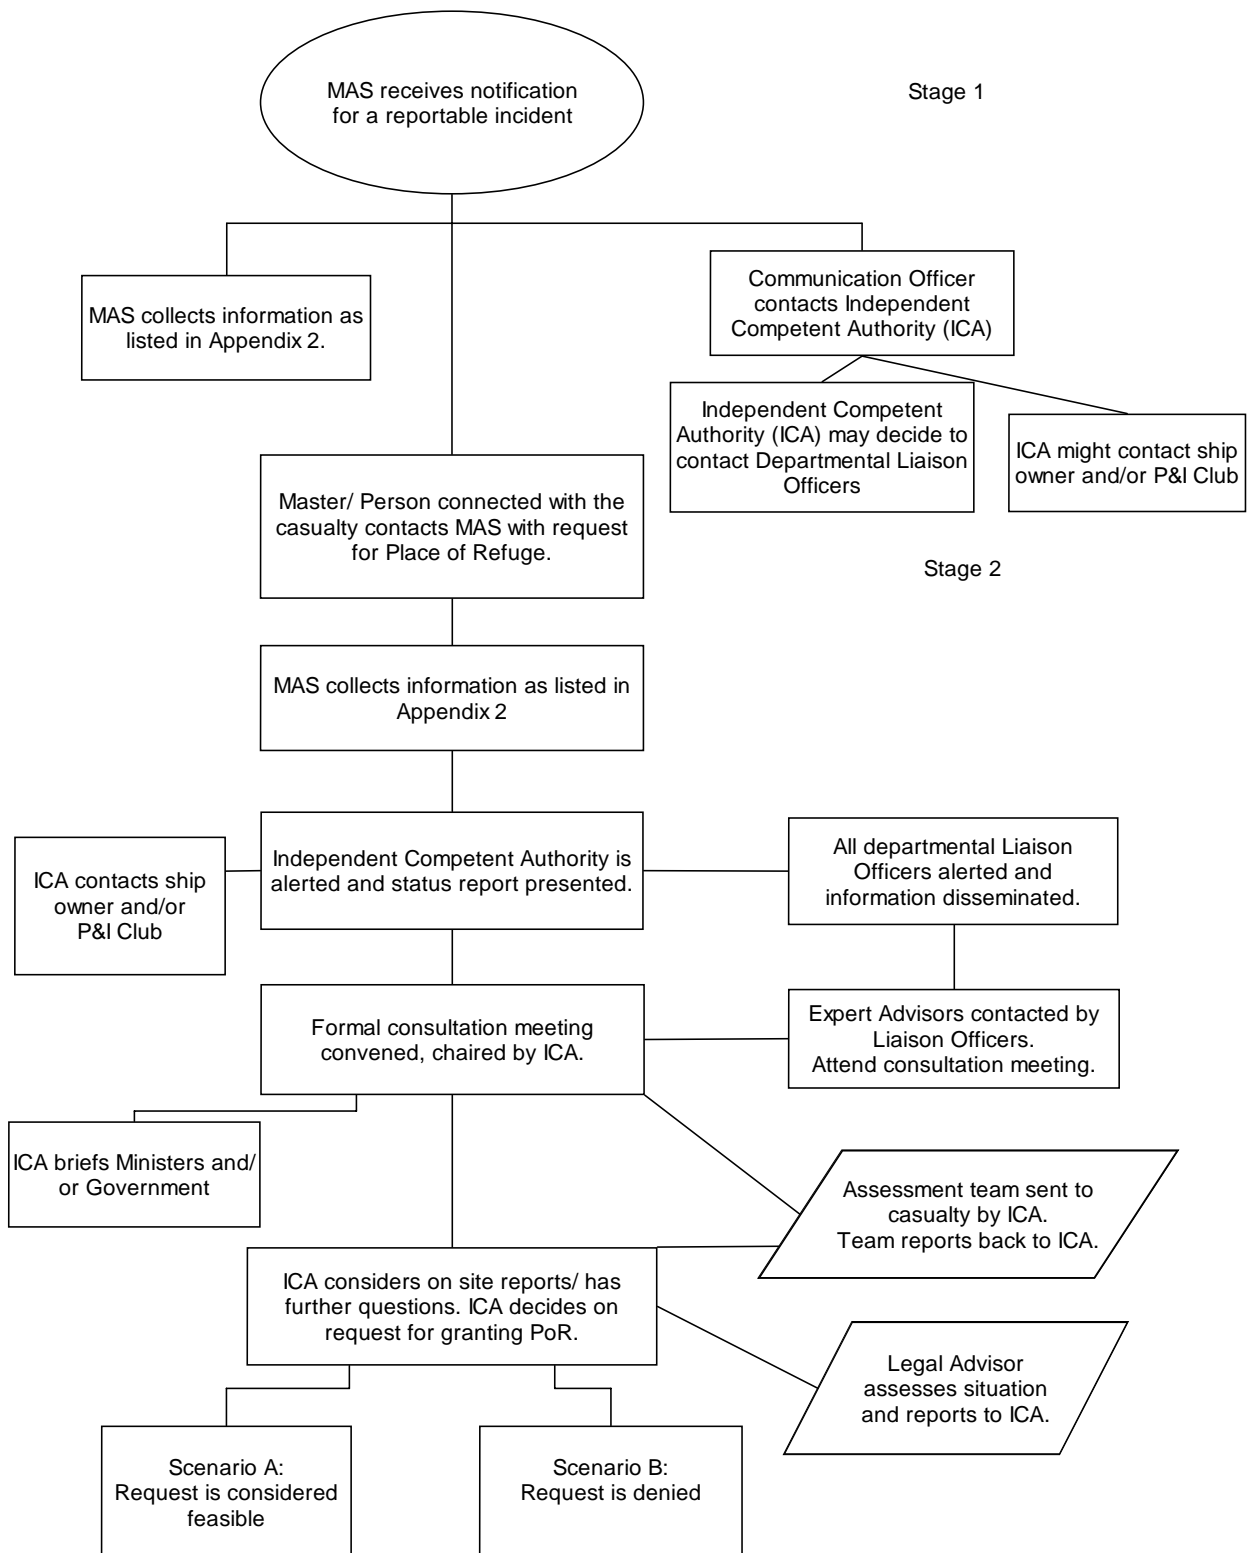 MAS receives notification
for a reportable incident
Stage 1
MAS collects information as
listed in Appendix 2.
Communication Officer
contacts Independent
Competent Authority (ICA)
Independent Competent
Authority (ICA) may decide to
contact Departmental Liaison
Officers
ICA might contact ship
owner and/or P&I Club
Master/ Person connected with the
casualty contacts MAS with request
for Place of Refuge.
Stage 2
MAS collects information as listed in
Appendix 2
ICA contacts ship
owner and/or
P&I Club
Independent Competent Authority is
alerted and status report presented.
All departmental Liaison
Officers alerted and
information disseminated.
Formal consultation meeting
convened, chaired by ICA.
Expert Advisors contacted by
Liaison Officers.
Attend consultation meeting.
ICA briefs Ministers and/
or Government
Assessment team sent to
casualty by ICA.
Team reports back to ICA.
ICA considers on site reports/ has
further questions. ICA decides on
request for granting PoR.
Legal Advisor
assesses situation
and reports to ICA.
Scenario A:
Request is considered
feasible
Scenario B:
Request is denied